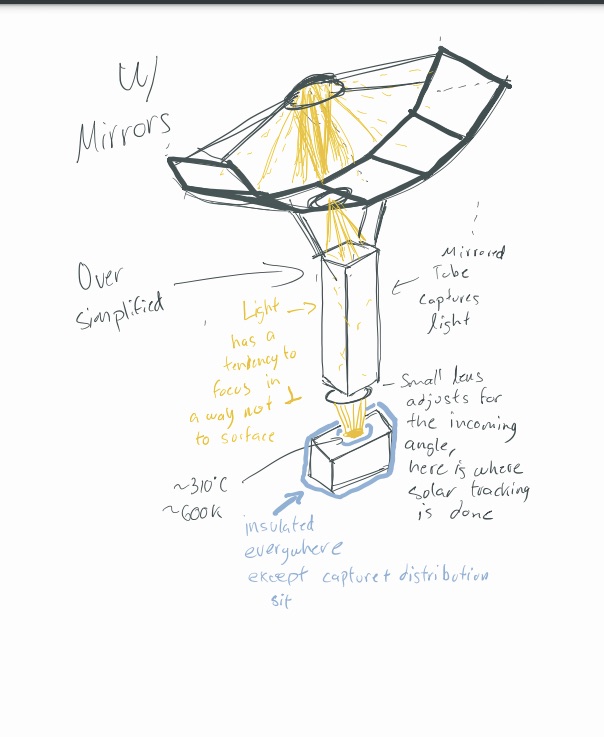 W/
Mirrors
Over
simplified
Mirrored
Tube
captures
light
Light
has a
tendency to
focus in
a way not ⊥
to surface
Small lens
adjusts for
the incoming
angle,
here is where
solar tracking
is done
~310°C
~600K
insulated
everywhere
except capture + distribution
sit